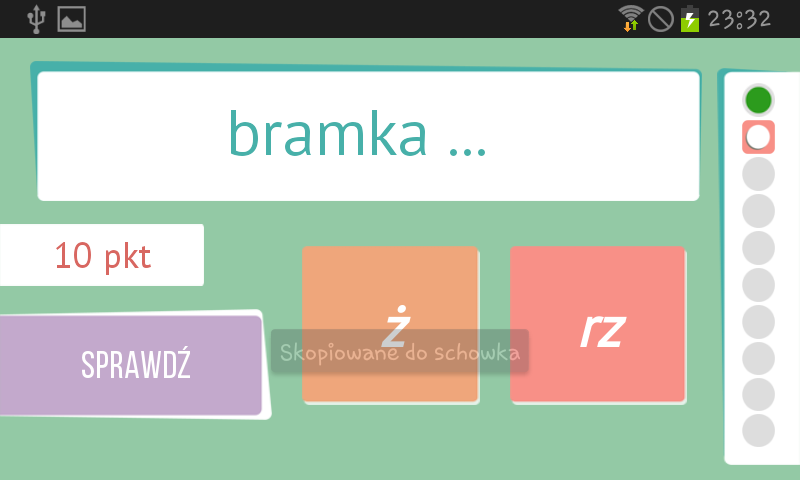 23:32
bramka ...
10 pkt
ż
rz
Skopiowane do schowka
SPRAWDŹ